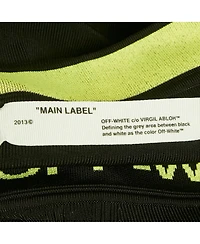 "MAIN LABEL"
2013©
OFF-WHITE c/o VIRGIL ABLOH™
Defining the grey area between black
and white as the color Off-White™